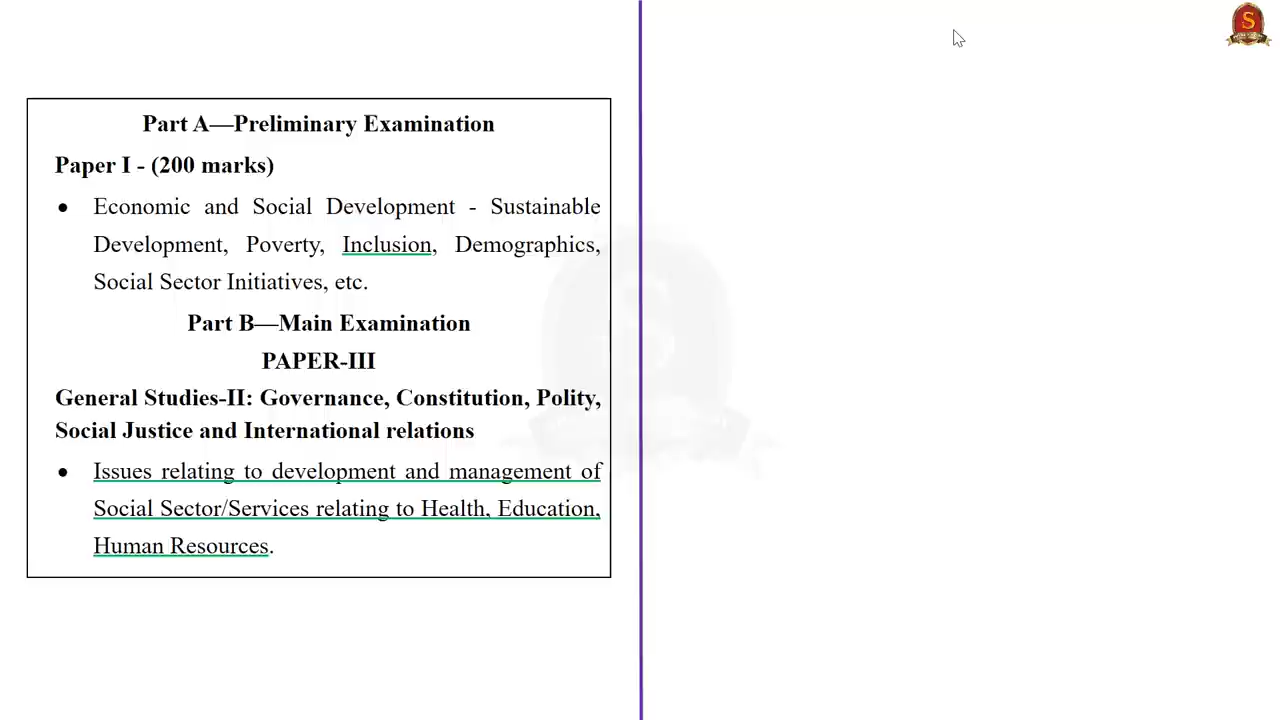 S
Part A—Preliminary Examination
Paper I - (200 marks)
• Economic and Social Development - Sustainable
Development, Poverty, Inclusion, Demographics,
Social Sector Initiatives, etc.
Part B—Main Examination
PAPER-III
General Studies-II: Governance, Constitution, Polity,
Social Justice and International relations
• Issues relating to development and management of
Social Sector/Services relating to Health, Education,
Human Resources.